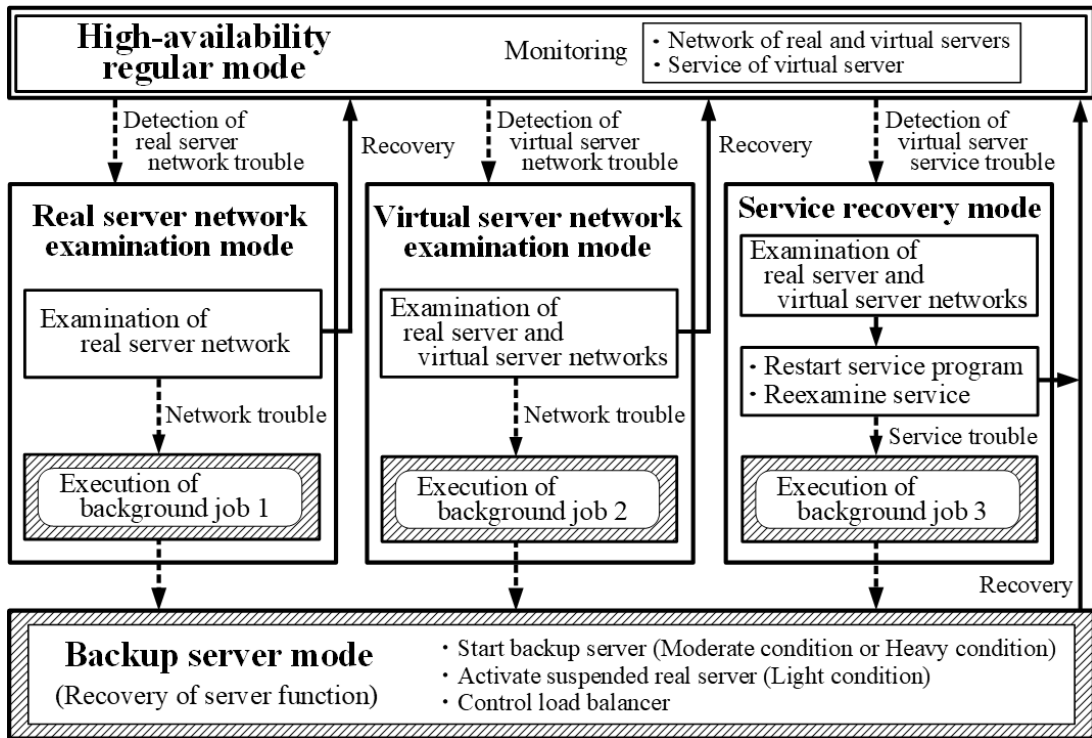 High-availability
regular mode
Monitoring
・Network of real and virtual servers
・Service of virtual server
Detection of
real server
network trouble
Recovery
Detection of
virtual server
network trouble
Recovery
Detection of
virtual server
service trouble
Real server network
examination mode
Examination of
real server network
Network trouble
Execution of
background job 1
Virtual server network
examination mode
Examination of
real server and
virtual server networks
Network trouble
Execution of
background job 2
Service recovery mode
Examination of
real server and
virtual server networks
・Restart service program
・Reexamine service
Service trouble
Execution of
background job 3
Recovery
Backup server mode
(Recovery of server function)
・Start backup server (Moderate condition or Heavy condition)
・Activate suspended real server (Light condition)
・Control load balancer